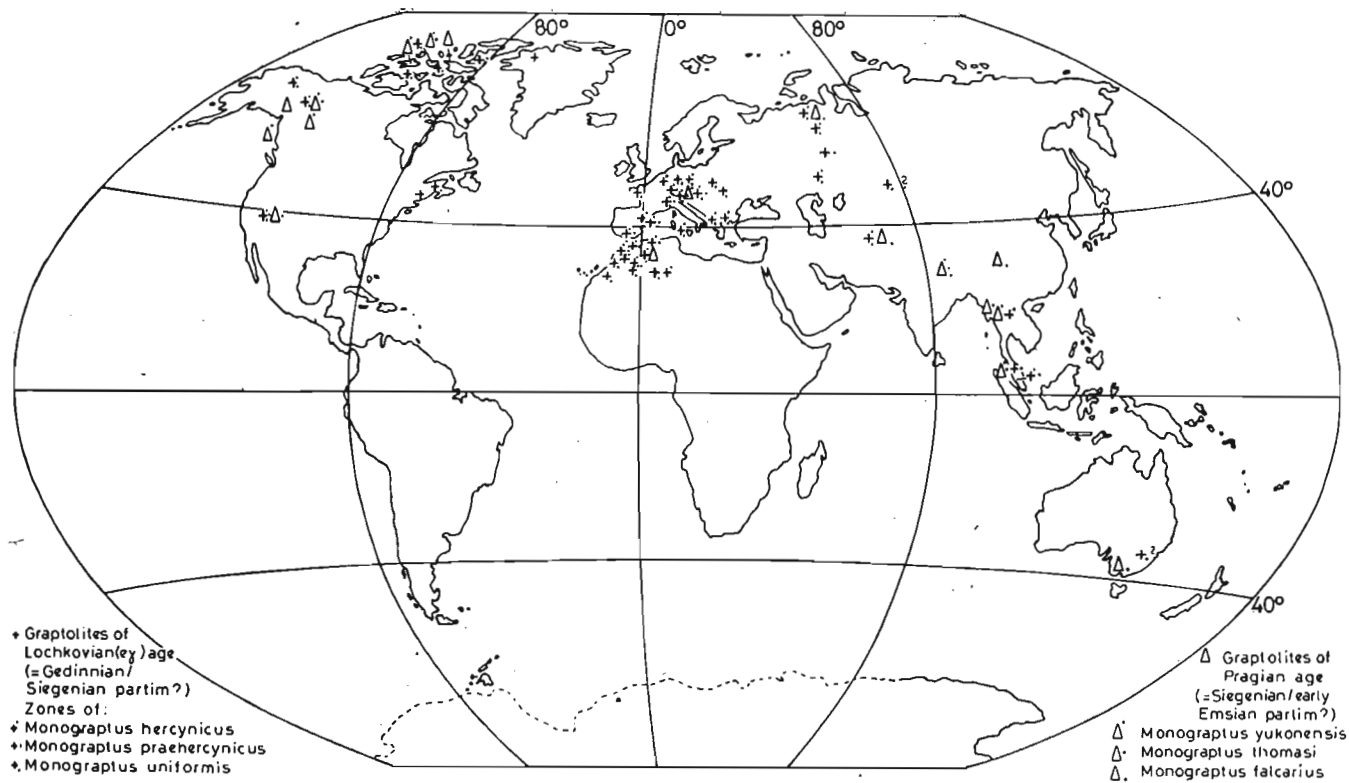 80°
0°
80°
?
40°
?
40°
+ Graptolites of
Lochkovian(eγ)age
(=Gedinnian/
Siegenian partim?)
Zones of:
+ Monograptus hercynicus
+ Monograptus praehercynicus
+ Monograptus uniformis
Δ Graptolites of
Pragian age
(=Siegenian/early
Emsian partim?)
Δ Monograptus yukonensis
Δ Monograptus thomasi
Δ Monograptus falcarius